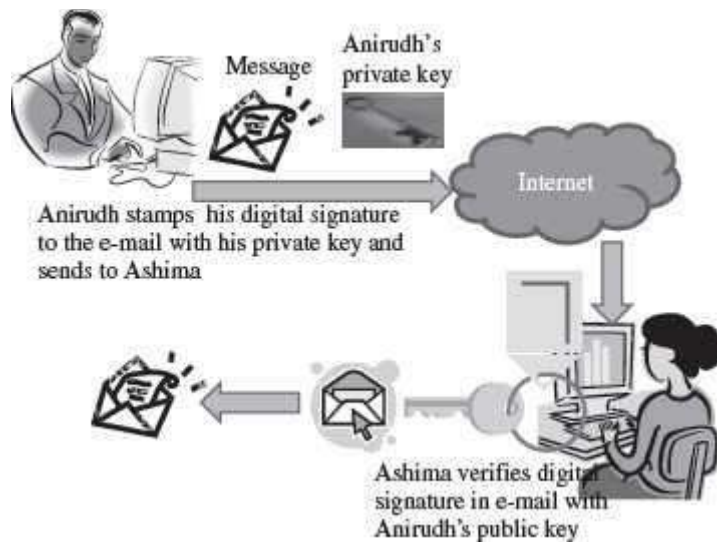 Message
Anirudh's
private key
Internet
Anirudh stamps his digital signature
to the e-mail with his private key and
sends to Ashima
Ashima verifies digital
signature in e-mail with
Anirudh's public key